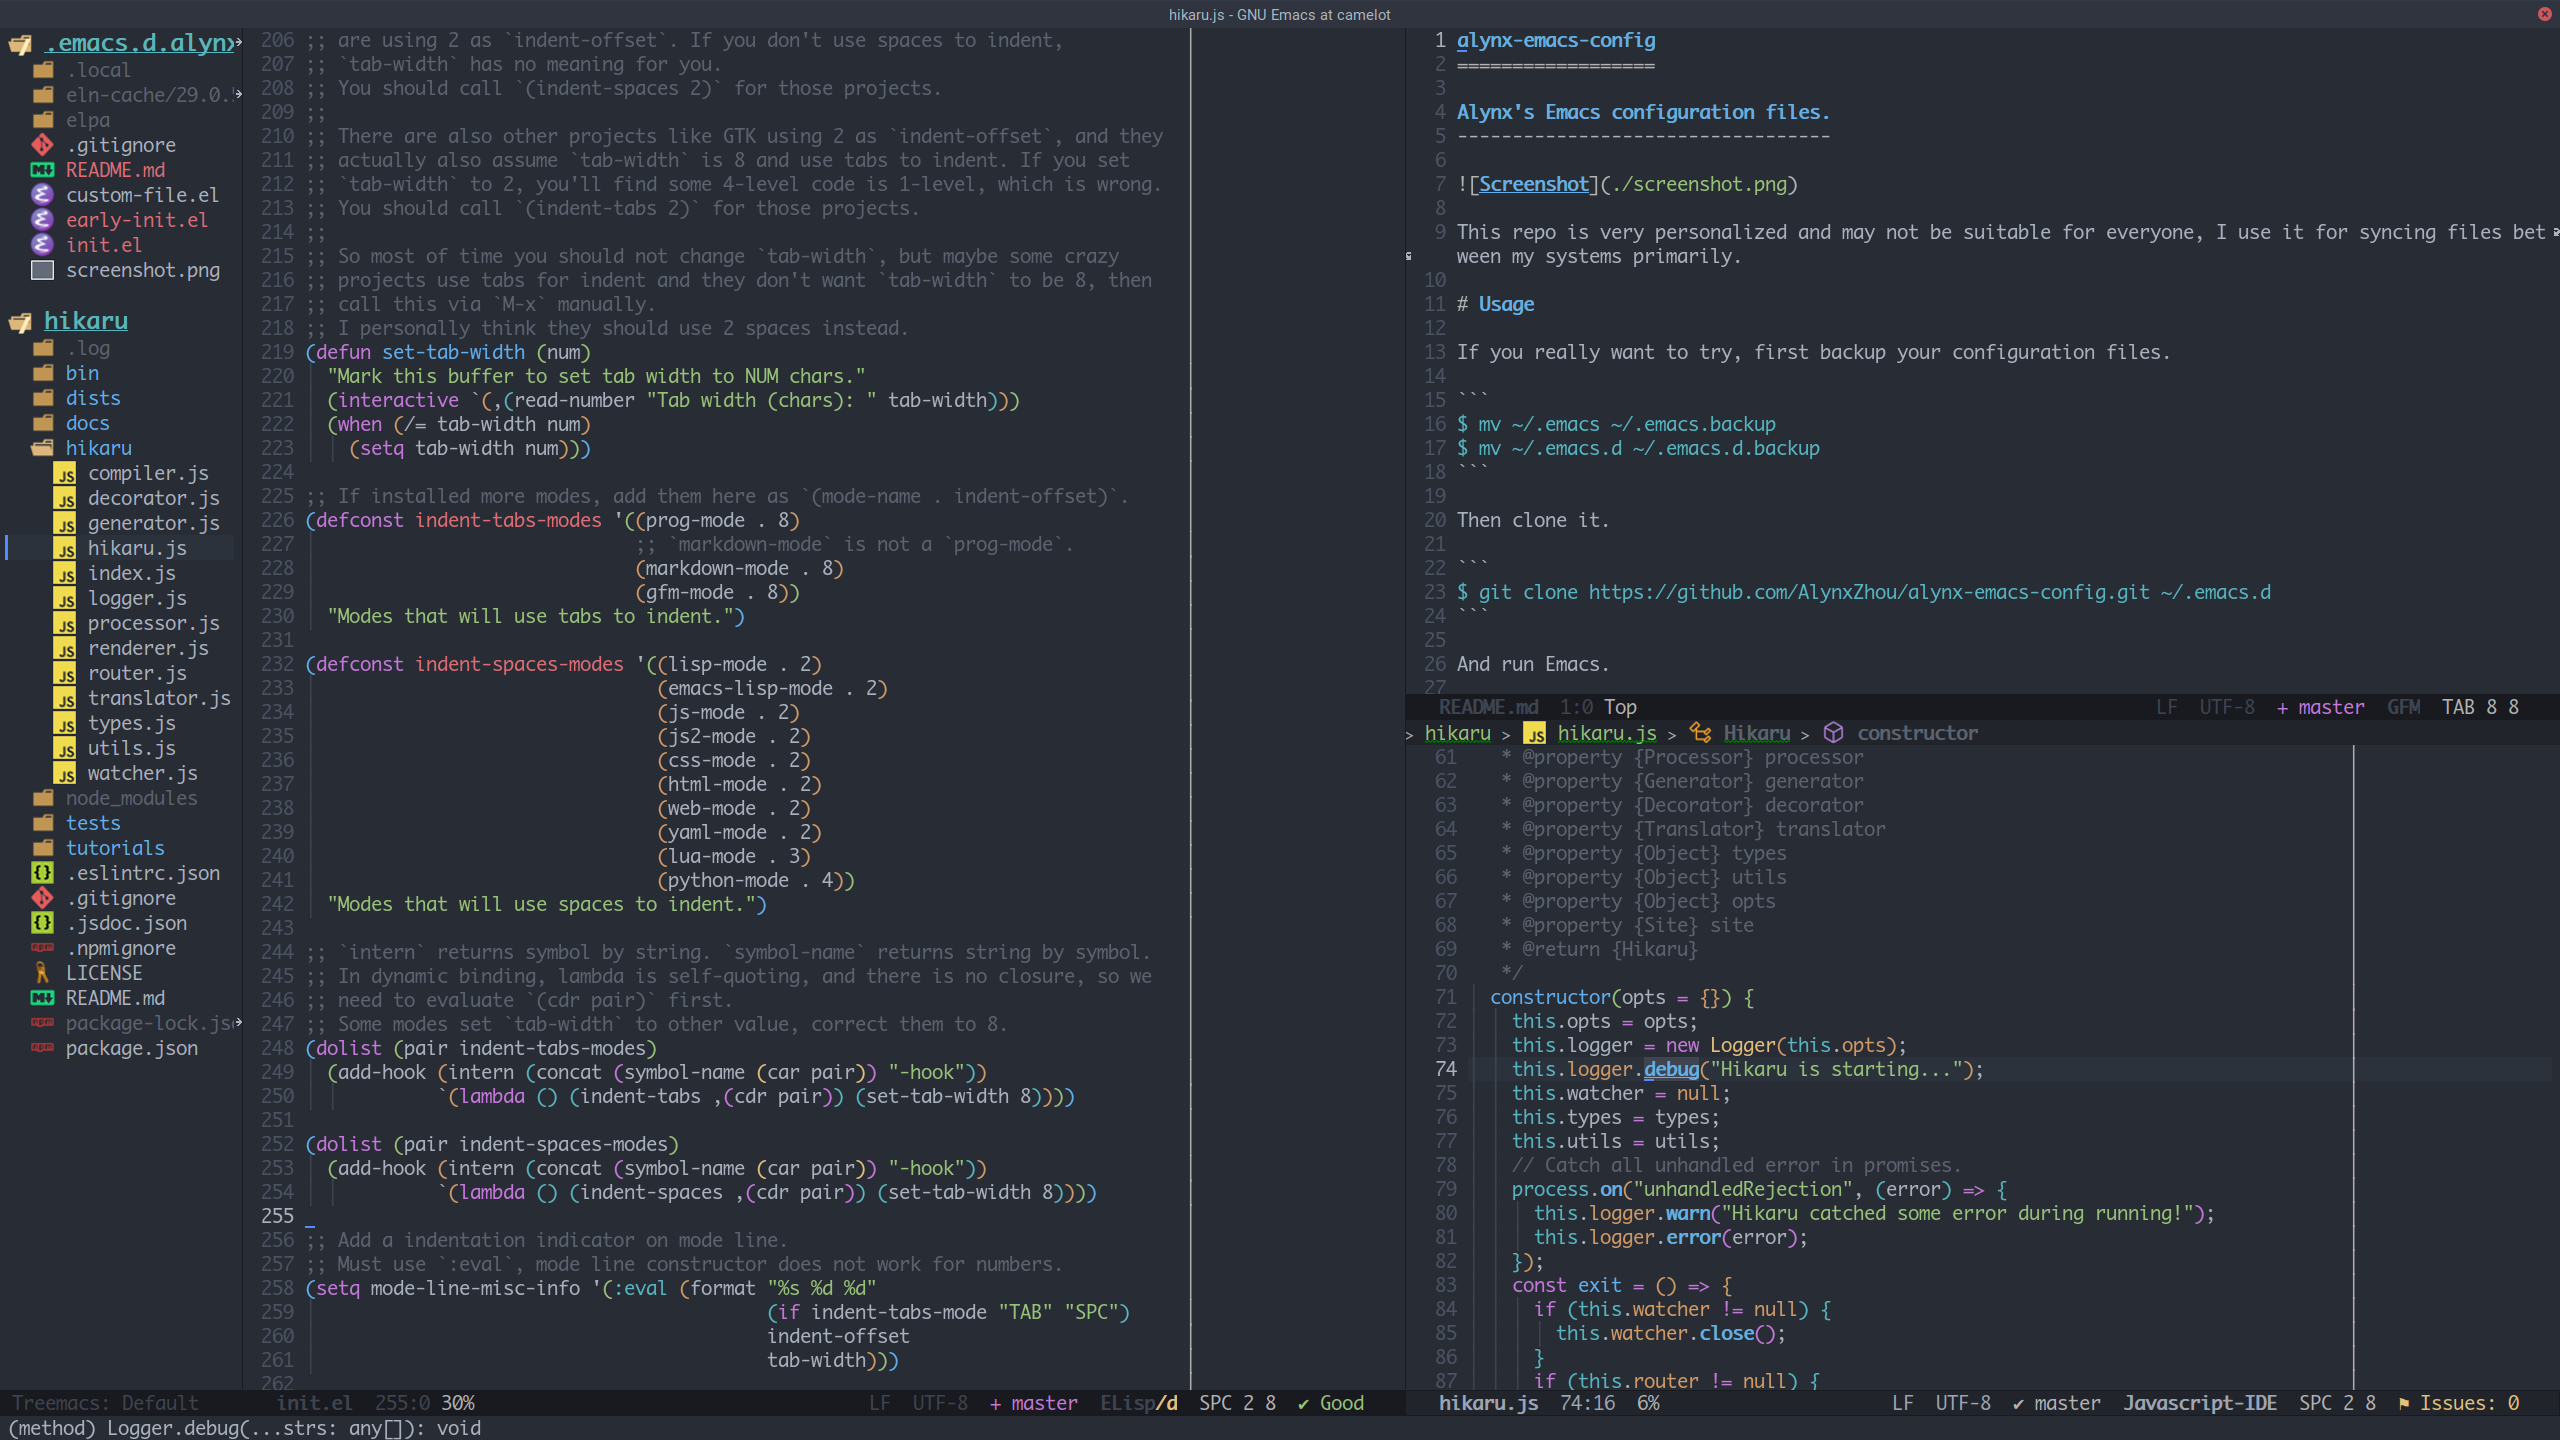 hikaru.js - GNU Emacs at camelot
.emacs.d.alynx
.local
eln-cache/29.0.
elpa
.gitignore
README.md
custom-file.el
early-init.el
init.el
screenshot.png
hikaru
.log
bin
dists
docs
hikaru
JS compiler.js
JS decorator.js
JS generator.js
JS hikaru.js
JS index.js
JS logger.js
JS processor.js
JS renderer.js
JS router.js
JS translator.js
JS types.js
JS utils.js
JS watcher.js
node_modules
tests
tutorials
{} .eslintrc.json
.gitignore
{} .jsdoc.json
npm .npmignore
LICENSE
README.md
npm package-lock.js
npm package.json
Treemacs: Default
206 ;; are using 2 as `indent-offset`. If you don't use spaces to indent,
207 ;; `tab-width` has no meaning for you.
208 ;; You should call `(indent-spaces 2)` for those projects.
209 ;;
210 ;; There are also other projects like GTK using 2 as `indent-offset`, and they
211 ;; actually also assume `tab-width` is 8 and use tabs to indent. If you set
212 ;; `tab-width` to 2, you'll find some 4-level code is 1-level, which is wrong.
213 ;; You should call `(indent-tabs 2)` for those projects.
214 ;;
215 ;; So most of time you should not change `tab-width`, but maybe some crazy
216 ;; projects use tabs for indent and they don't want `tab-width` to be 8, then
217 ;; call this via `M-x` manually.
218 ;; I personally think they should use 2 spaces instead.
219 (defun set-tab-width (num)
220   "Mark this buffer to set tab width to NUM chars."
221   (interactive `(,(read-number "Tab width (chars): " tab-width)))
222   (when (/= tab-width num)
223     (setq tab-width num)))
224
225 ;; If installed more modes, add them here as `(mode-name . indent-offset)`.
226 (defconst indent-tabs-modes '((prog-mode . 8)
227                               ;; `markdown-mode` is not a `prog-mode`.
228                               (markdown-mode . 8)
229                               (gfm-mode . 8))
230   "Modes that will use tabs to indent.")
231
232 (defconst indent-spaces-modes '((lisp-mode . 2)
233                                 (emacs-lisp-mode . 2)
234                                 (js-mode . 2)
235                                 (js2-mode . 2)
236                                 (css-mode . 2)
237                                 (html-mode . 2)
238                                 (web-mode . 2)
239                                 (yaml-mode . 2)
240                                 (lua-mode . 3)
241                                 (python-mode . 4))
242   "Modes that will use spaces to indent.")
243
244 ;; `intern` returns symbol by string. `symbol-name` returns string by symbol.
245 ;; In dynamic binding, lambda is self-quoting, and there is no closure, so we
246 ;; need to evaluate `(cdr pair)` first.
247 ;; Some modes set `tab-width` to other value, correct them to 8.
248 (dolist (pair indent-tabs-modes)
249   (add-hook (intern (concat (symbol-name (car pair)) "-hook"))
250             `(lambda () (indent-tabs ,(cdr pair)) (set-tab-width 8))))
251
252 (dolist (pair indent-spaces-modes)
253   (add-hook (intern (concat (symbol-name (car pair)) "-hook"))
254             `(lambda () (indent-spaces ,(cdr pair)) (set-tab-width 8))))
255
256 ;; Add a indentation indicator on mode line.
257 ;; Must use `:eval`, mode line constructor does not work for numbers.
258 (setq mode-line-misc-info '(:eval (format "%s %d %d"
259                                           (if indent-tabs-mode "TAB" "SPC")
260                                           indent-offset
261                                           tab-width)))
262
init.el 255:0 30% LF UTF-8 + master ELisp/d SPC 2 8 ✔ Good
1 alynx-emacs-config
2 ==================
3
4 Alynx's Emacs configuration files.
5 ----------------------------------
6
7 ![Screenshot](./screenshot.png)
8
9 This repo is very personalized and may not be suitable for everyone, I use it for syncing files bet
ween my systems primarily.
10
11 # Usage
12
13 If you really want to try, first backup your configuration files.
14
15 ```
16 $ mv ~/.emacs ~/.emacs.backup
17 $ mv ~/.emacs.d ~/.emacs.d.backup
18 ```
19
20 Then clone it.
21
22 ```
23 $ git clone https://github.com/AlynxZhou/alynx-emacs-config.git ~/.emacs.d
24 ```
25
26 And run Emacs.
27
README.md 1:0 Top LF UTF-8 + master GFM TAB 8 8
> hikaru > JS hikaru.js > Hikaru > constructor
61    * @property {Processor} processor
62    * @property {Generator} generator
63    * @property {Decorator} decorator
64    * @property {Translator} translator
65    * @property {Object} types
66    * @property {Object} utils
67    * @property {Object} opts
68    * @property {Site} site
69    * @return {Hikaru}
70    */
71   constructor(opts = {}) {
72     this.opts = opts;
73     this.logger = new Logger(this.opts);
74     this.logger.debug("Hikaru is starting...");
75     this.watcher = null;
76     this.types = types;
77     this.utils = utils;
78     // Catch all unhandled error in promises.
79     process.on("unhandledRejection", (error) => {
80       this.logger.warn("Hikaru catched some error during running!");
81       this.logger.error(error);
82     });
83     const exit = () => {
84       if (this.watcher != null) {
85         this.watcher.close();
86       }
87       if (this.router != null) {
hikaru.js 74:16 6% LF UTF-8 ✔ master Javascript-IDE SPC 2 8 ⚑ Issues: 0
(method) Logger.debug(...strs: any[]): void